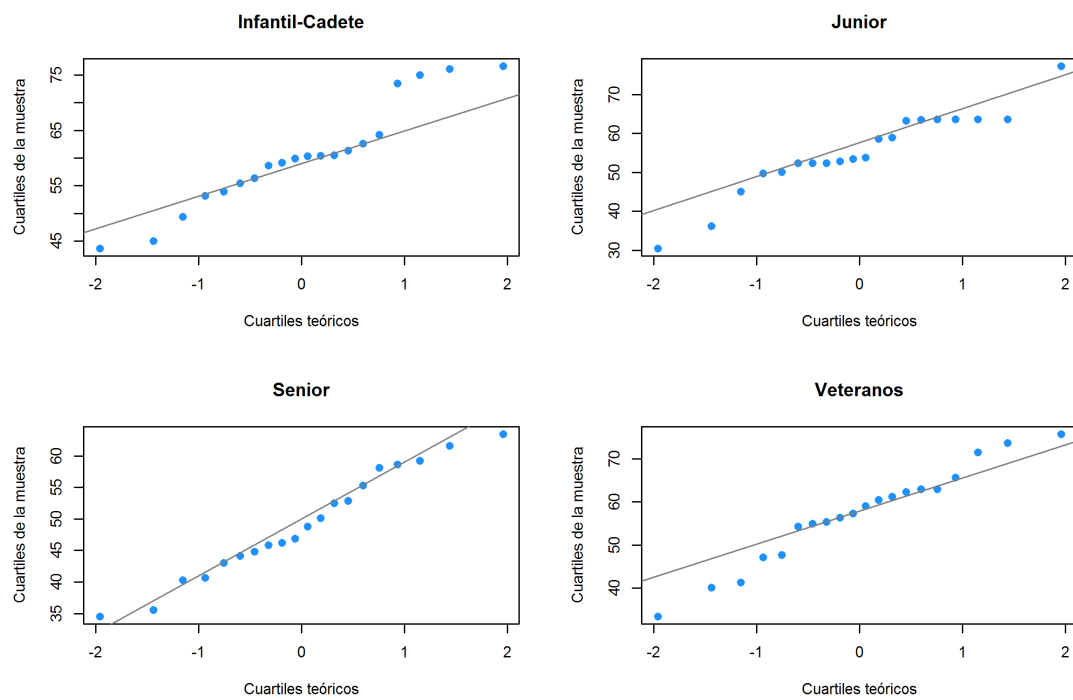 Infantil-Cadete
Cuartiles de la muestra
75
65
55
45
-2 -1 0 1 2
Cuartiles teóricos
Junior
Cuartiles de la muestra
70
60
50
40
30
-2 -1 0 1 2
Cuartiles teóricos
Senior
Cuartiles de la muestra
60
55
50
45
40
35
-2 -1 0 1 2
Cuartiles teóricos
Veteranos
Cuartiles de la muestra
70
60
50
40
-2 -1 0 1 2
Cuartiles teóricos